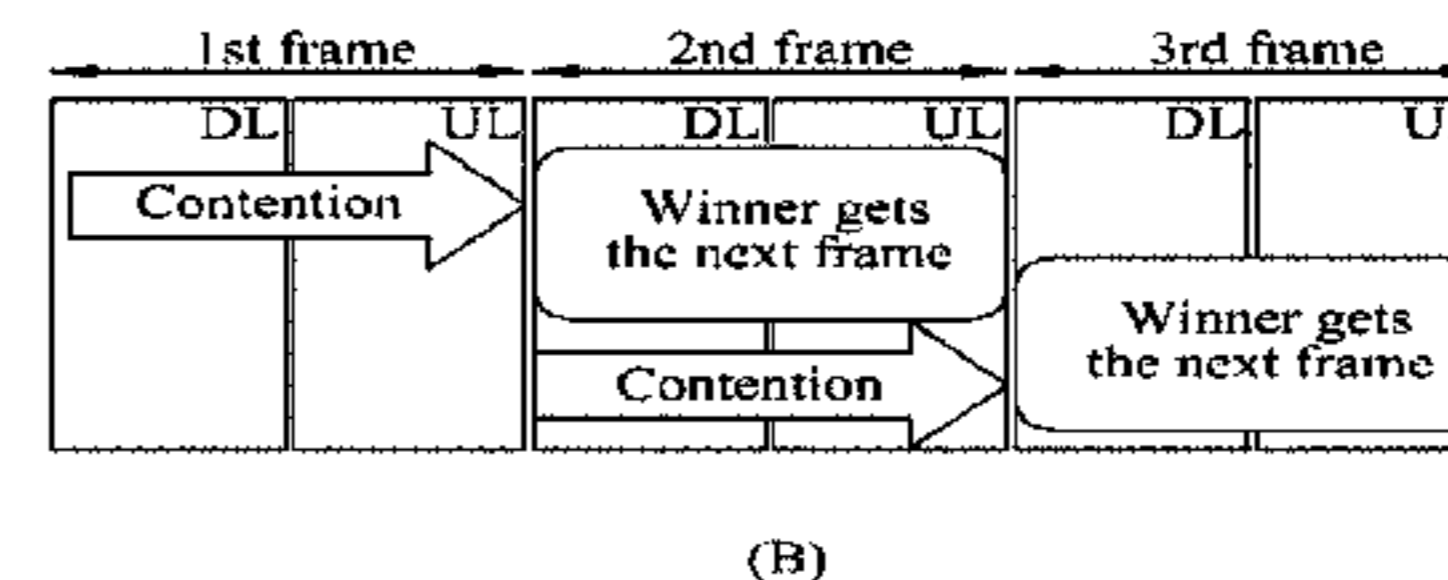 1st frame 2nd frame 3rd frame
DL UL DL UL DL U
Contention
Winner gets
the next frame
Contention
Winner gets
the next frame
(B)